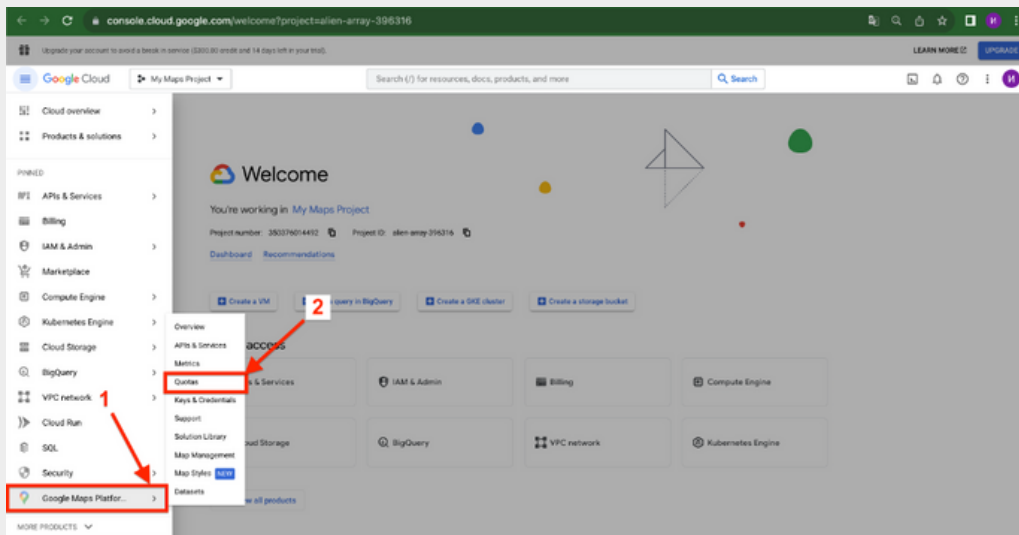 console.cloud.google.com/welcome?project=alien-array-396316
Upgrade your account to avoid a break in service ($300.00 credit and 14 days left in your trial).
LEARN MORE
UPGRADE
Google Cloud
My Maps Project
Search (/) for resources, docs, products, and more
Search
Cloud overview
Products & solutions
PINNED
APIs & Services
Billing
IAM & Admin
Marketplace
Compute Engine
Kubernetes Engine
Cloud Storage
BigQuery
VPC network
Cloud Run
SQL
Security
Google Maps Platfor...
MORE PRODUCTS
1
2
Overview
APIs & Services
Metrics
Quotas
Keys & Credentials
Support
Solution Library
Map Management
Map Styles NEW
Datasets
Welcome
You're working in My Maps Project
Project number: 380376014492 Project ID: alien-array-396316
Dashboard Recommendations
Create a VM
query in BigQuery
Create a GKE cluster
Create a storage bucket
access
s & Services
IAM & Admin
Billing
Compute Engine
oud Storage
BigQuery
VPC network
Kubernetes Engine
w all products